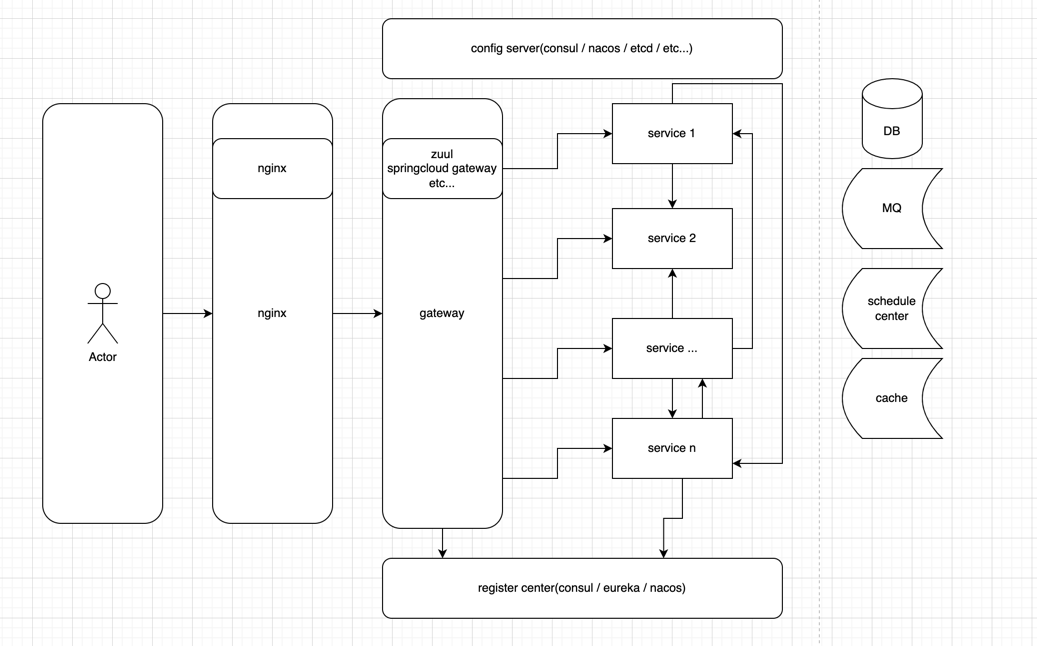 config server(consul / nacos / etcd / etc...)
nginx
zuul
springcloud gateway
etc...
service 1
DB
service 2
MQ
Actor
nginx
gateway
service ...
schedule
center
service n
cache
register center(consul / eureka / nacos)